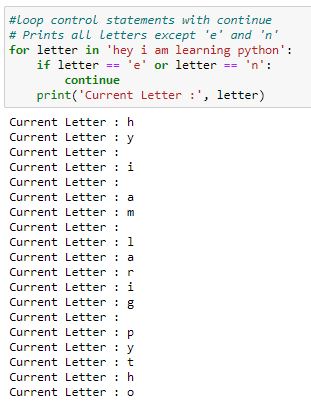 #loop control statements with continue
# Prints all letters except 'e' and 'n'
for letter in 'hey i am learning python':
    if letter == 'e' or letter == 'n':
        continue
    print('Current Letter :', letter)
Current Letter : h
Current Letter : y
Current Letter :
Current Letter : i
Current Letter :
Current Letter : a
Current Letter : m
Current Letter :
Current Letter : l
Current Letter : a
Current Letter : r
Current Letter : i
Current Letter : g
Current Letter :
Current Letter : p
Current Letter : y
Current Letter : t
Current Letter : h
Current Letter : o